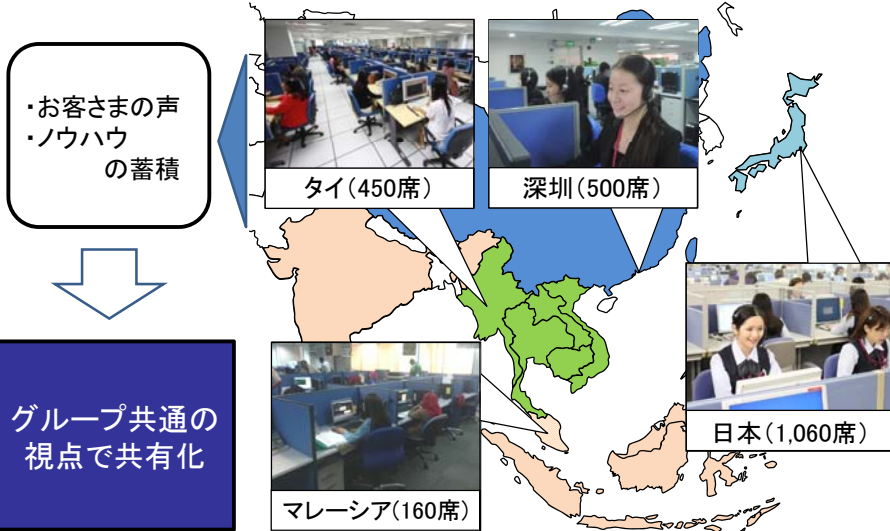 ・お客さまの声
・ノウハウ
の蓄積
グループ共通の
視点で共有化
タイ(450席)
深圳(500席)
マレーシア(160席)
日本(1,060席)